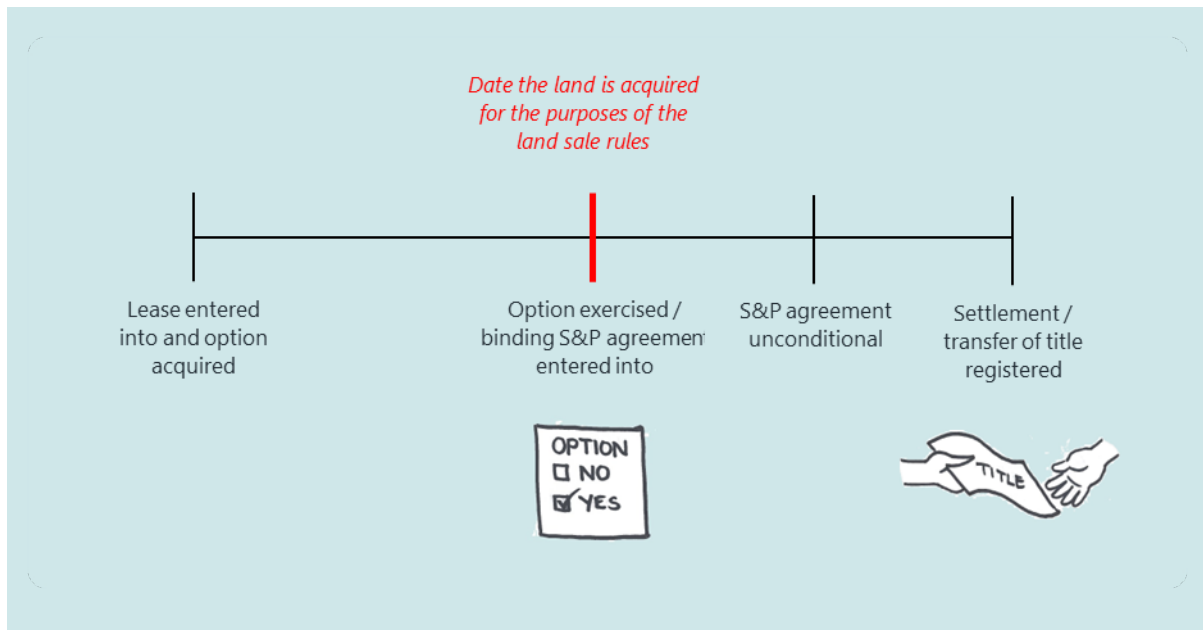 Date the land is acquired
for the purposes of the
land sale rules
Lease entered
into and option
acquired
Option exercised /
binding S&P agreement
entered into
S&P agreement
unconditional
Settlement /
transfer of title
registered
OPTION
NO
YES
TITLE